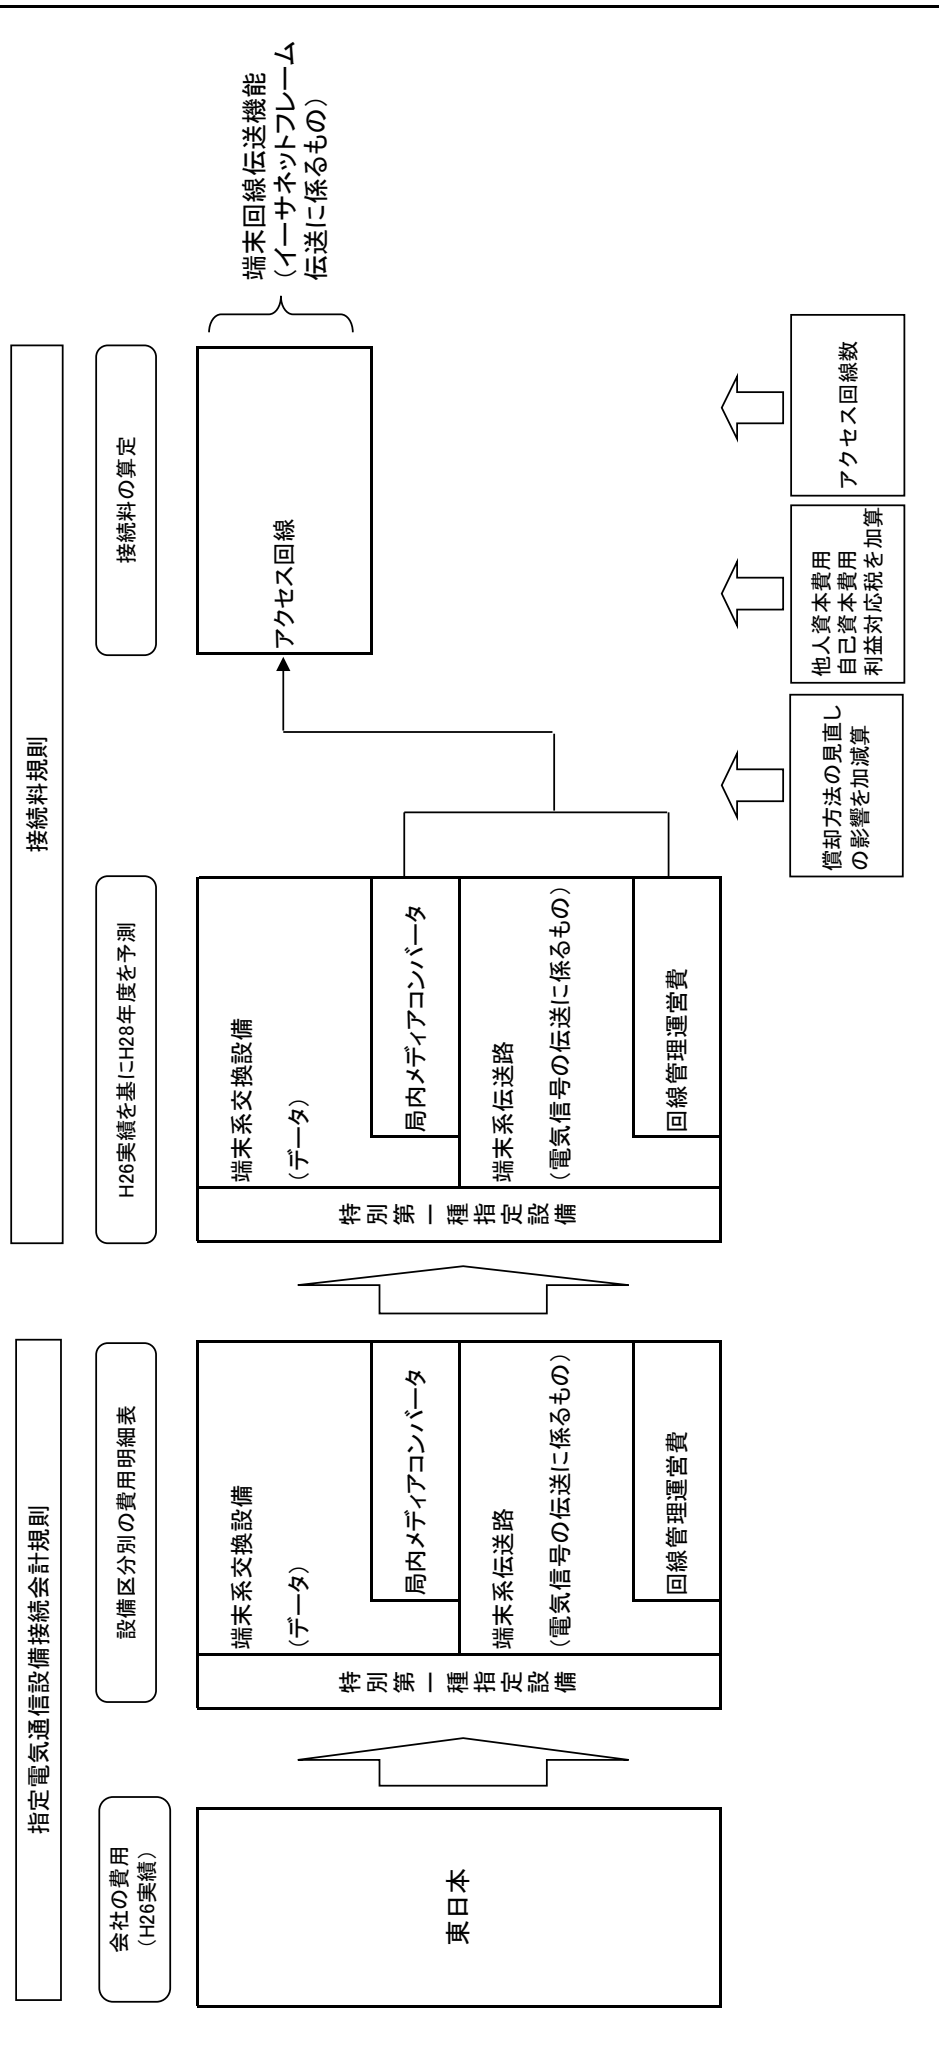 指定電気通信設備接続会計規則
接続料規則
会社の費用
（H26実績）
設備区分別の費用明細表
H26実績を基にH28年度を予測
接続料の算定
東日本
特別第一種指定設備
端末系交換設備
（データ）
局内メディアコンバータ
端末系伝送路
（電気信号の伝送に係るもの）
回線管理運営費
特別第一種指定設備
端末系交換設備
（データ）
局内メディアコンバータ
端末系伝送路
（電気信号の伝送に係るもの）
回線管理運営費
アクセス回線
端末回線伝送機能
（イーサネットフレーム
伝送に係るもの）
償却方法の見直し
の影響を加減算
他人資本費用
自己資本費用
利益対応税を加算
アクセス回線数